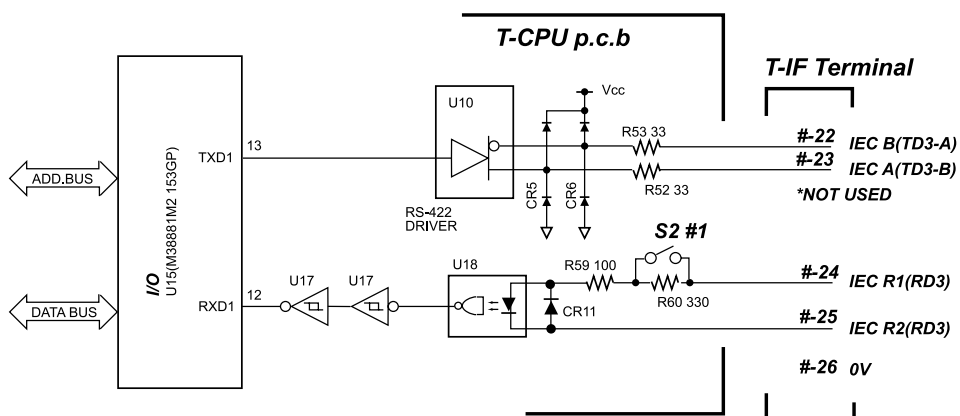 T-CPU p.c.b
T-IF Terminal
U10
Vcc
13
TXD1
R53 33
#-22 IEC B(TD3-A)
#-23 IEC A(TD3-B)
R52 33
*NOT USED
ADD.BUS
CR5
CR6
RS-422
DRIVER
I/O
U15(M38881M2 153GP)
S2 #1
U17
U17
U18
R59 100
#-24 IEC R1(RD3)
R60 330
12
RXD1
CR11
DATA BUS
#-25 IEC R2(RD3)
#-26 0V